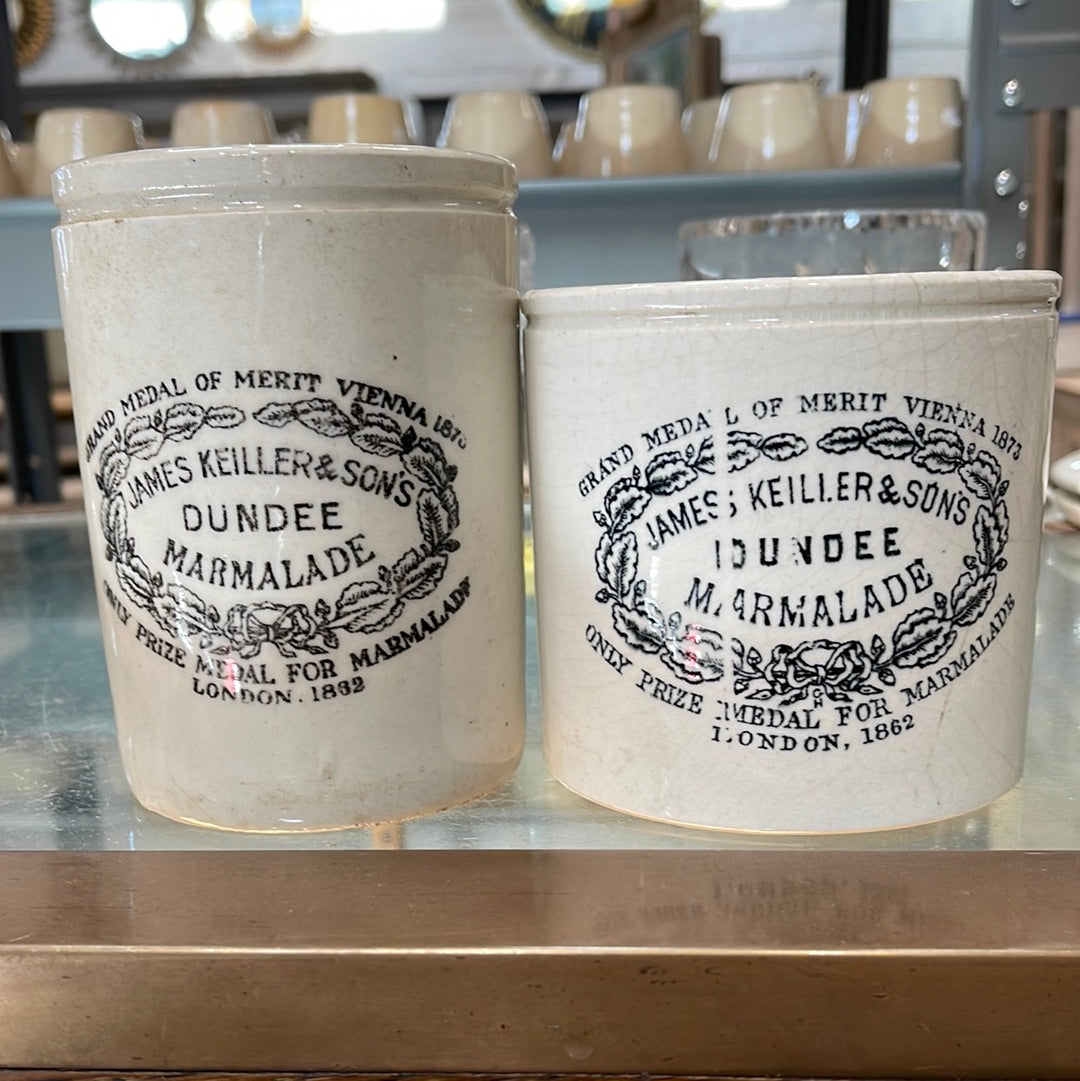 GRAND MEDAL OF MERIT VIENNA 1873
JAMES KEILLER & SONS
DUNDEE
MARMALADE
ONLY PRIZE MEDAL FOR MARMALADE
LONDON. 1862
GRAND MEDAL OF MERIT VIENNA 1873
JAMES KEILLER & SONS
DUNDEE
MARMALADE
ONLY PRIZE MEDAL FOR MARMALADE
LONDON, 1862